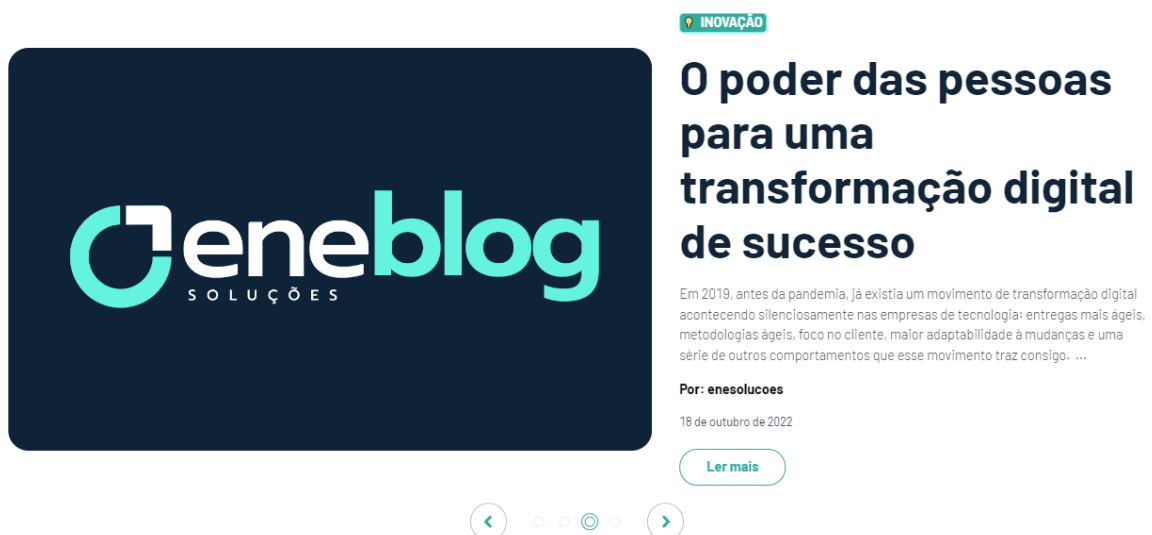 eneblog
SOLUÇÕES
INOVAÇÃO
O poder das pessoas
para uma
transformação digital
de sucesso
Em 2019, antes da pandemia, já existia um movimento de transformação digital
acontecendo silenciosamente nas empresas de tecnologia: entregas mais ágeis,
metodologias ágeis, foco no cliente, maior adaptabilidade à mudanças e uma
série de outros comportamentos que esse movimento traz consigo. ...
Por: enesolucoes
18 de outubro de 2022
Ler mais